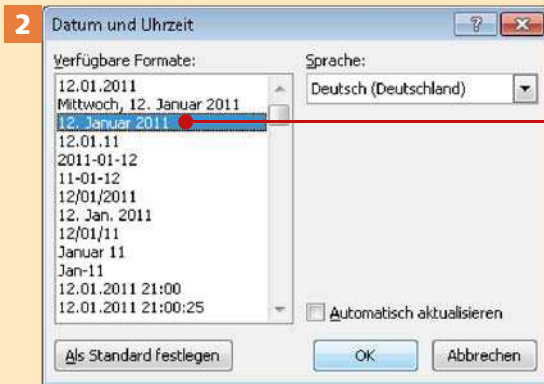 2
Datum und Uhrzeit
Verfügbare Formate:
Sprache:
12.01.2011
Deutsch (Deutschland)
Mittwoch, 12. Januar 2011
12. Januar 2011
12.01.11
2011-01-12
11-01-12
12/01/2011
12. Jan. 2011
12/01/11
Januar 11
Jan-11
12.01.2011 21:00
12.01.2011 21:00:25
Automatisch aktualisieren
Als Standard festlegen
OK
Abbrechen